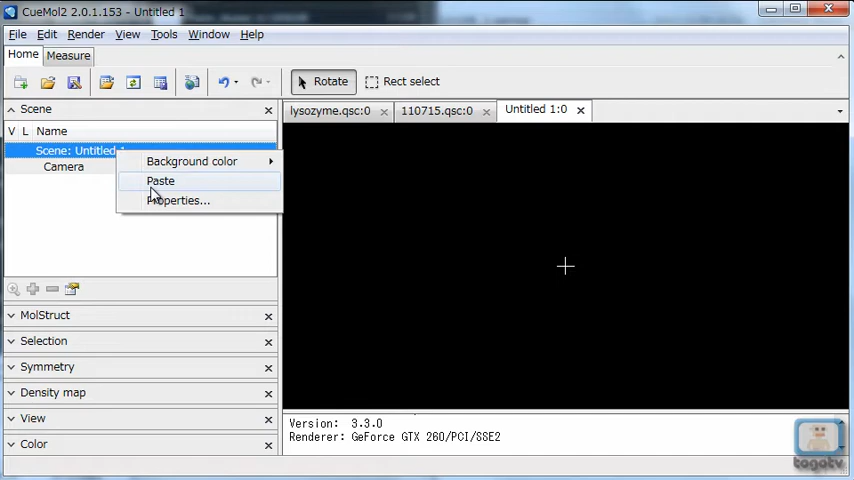 CueMol2 2.0.1.153 - Untitled 1
File Edit Render View Tools Window Help
Home Measure
Rotate Rect select
Scene
lysozyme.qsc:0 110715.qsc:0 Untitled 1:0
V L Name
Scene: Untitled 1
Camera
Background color
Paste
Properties...
MolStruct
Selection
Symmetry
Density map
View
Color
Version: 3.3.0
Renderer: GeForce GTX 260/PCI/SSE2
togotv